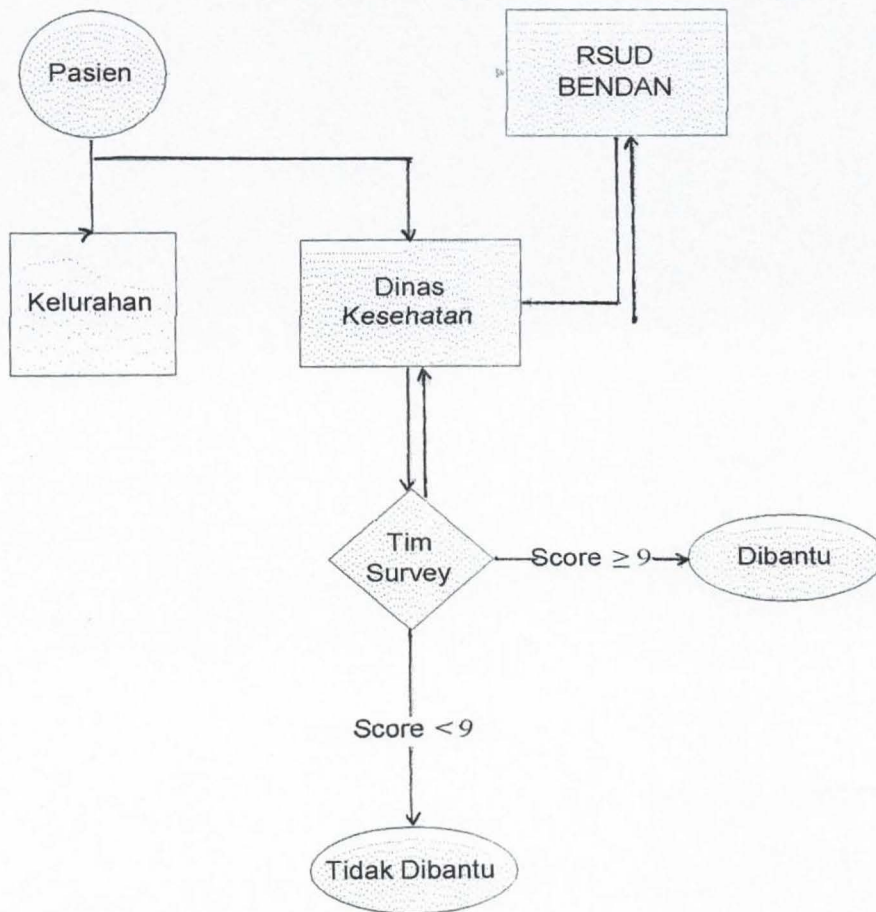 Pasien
RSUD
BENDAN
Kelurahan
Dinas
Kesehatan
Tim
Survey
Score ≥ 9
Dibantu
Score < 9
Tidak Dibantu